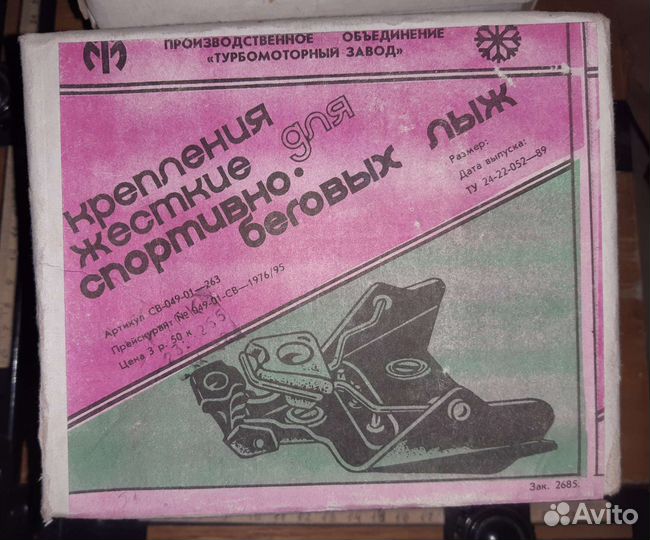 ПРОИЗВОДСТВЕННОЕ ОБЪЕДИНЕНИЕ
«ТУРБОМОТОРНЫЙ ЗАВОД»
крепления
жесткие для
спортивно-
беговых лыж
Размер:
Дата выпуска:
ТУ 24-22-052—89
Артикул СВ-049-01—263
Прейскурант № 049-01-СВ—1976/95
Цена 3 р. 50 к
Зак. 2685.
Avito